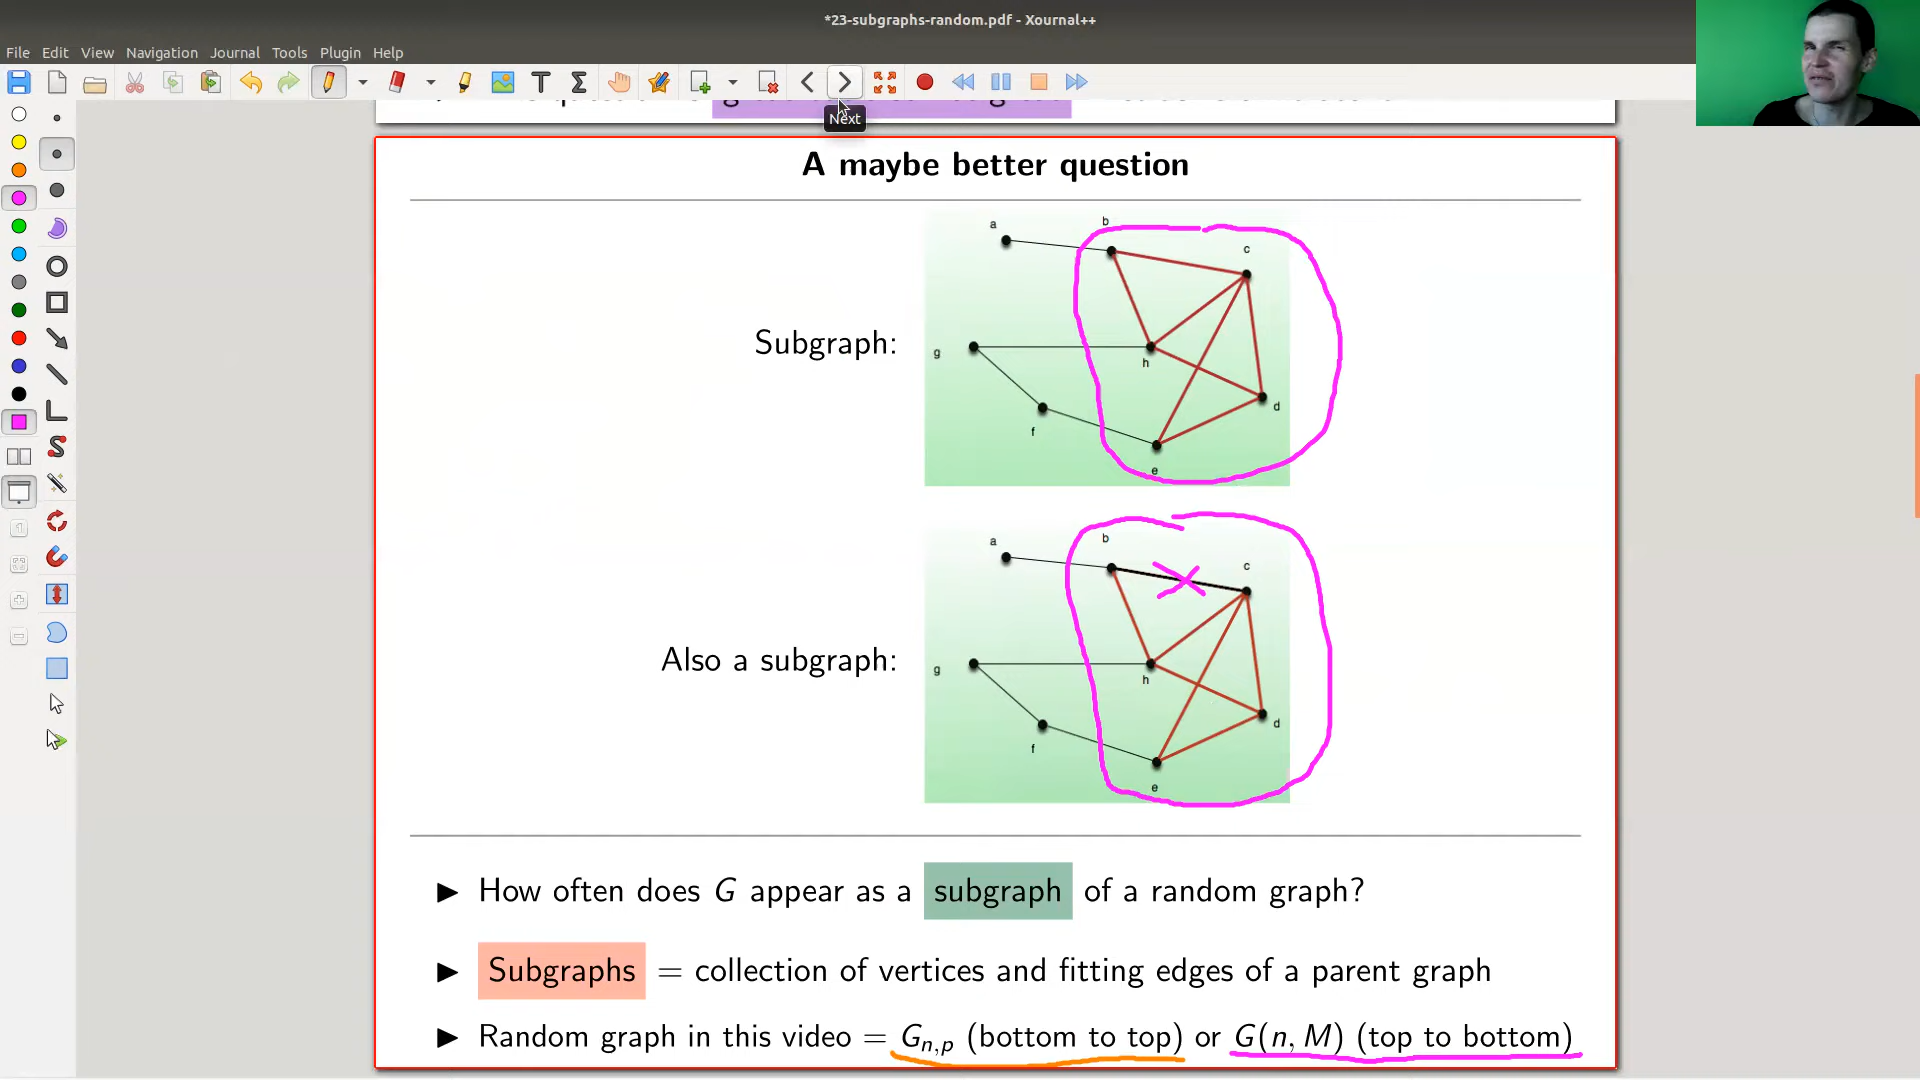 *23-subgraphs-random.pdf - Xournal++
File Edit View Navigation Journal Tools Plugin Help
Next
A maybe better question
Subgraph:
a
b
c
g
h
d
f
e
Also a subgraph:
a
b
c
g
h
d
f
e
► How often does G appear as a subgraph of a random graph?
► Subgraphs = collection of vertices and fitting edges of a parent graph
► Random graph in this video = Gn,p (bottom to top) or G(n, M) (top to bottom)